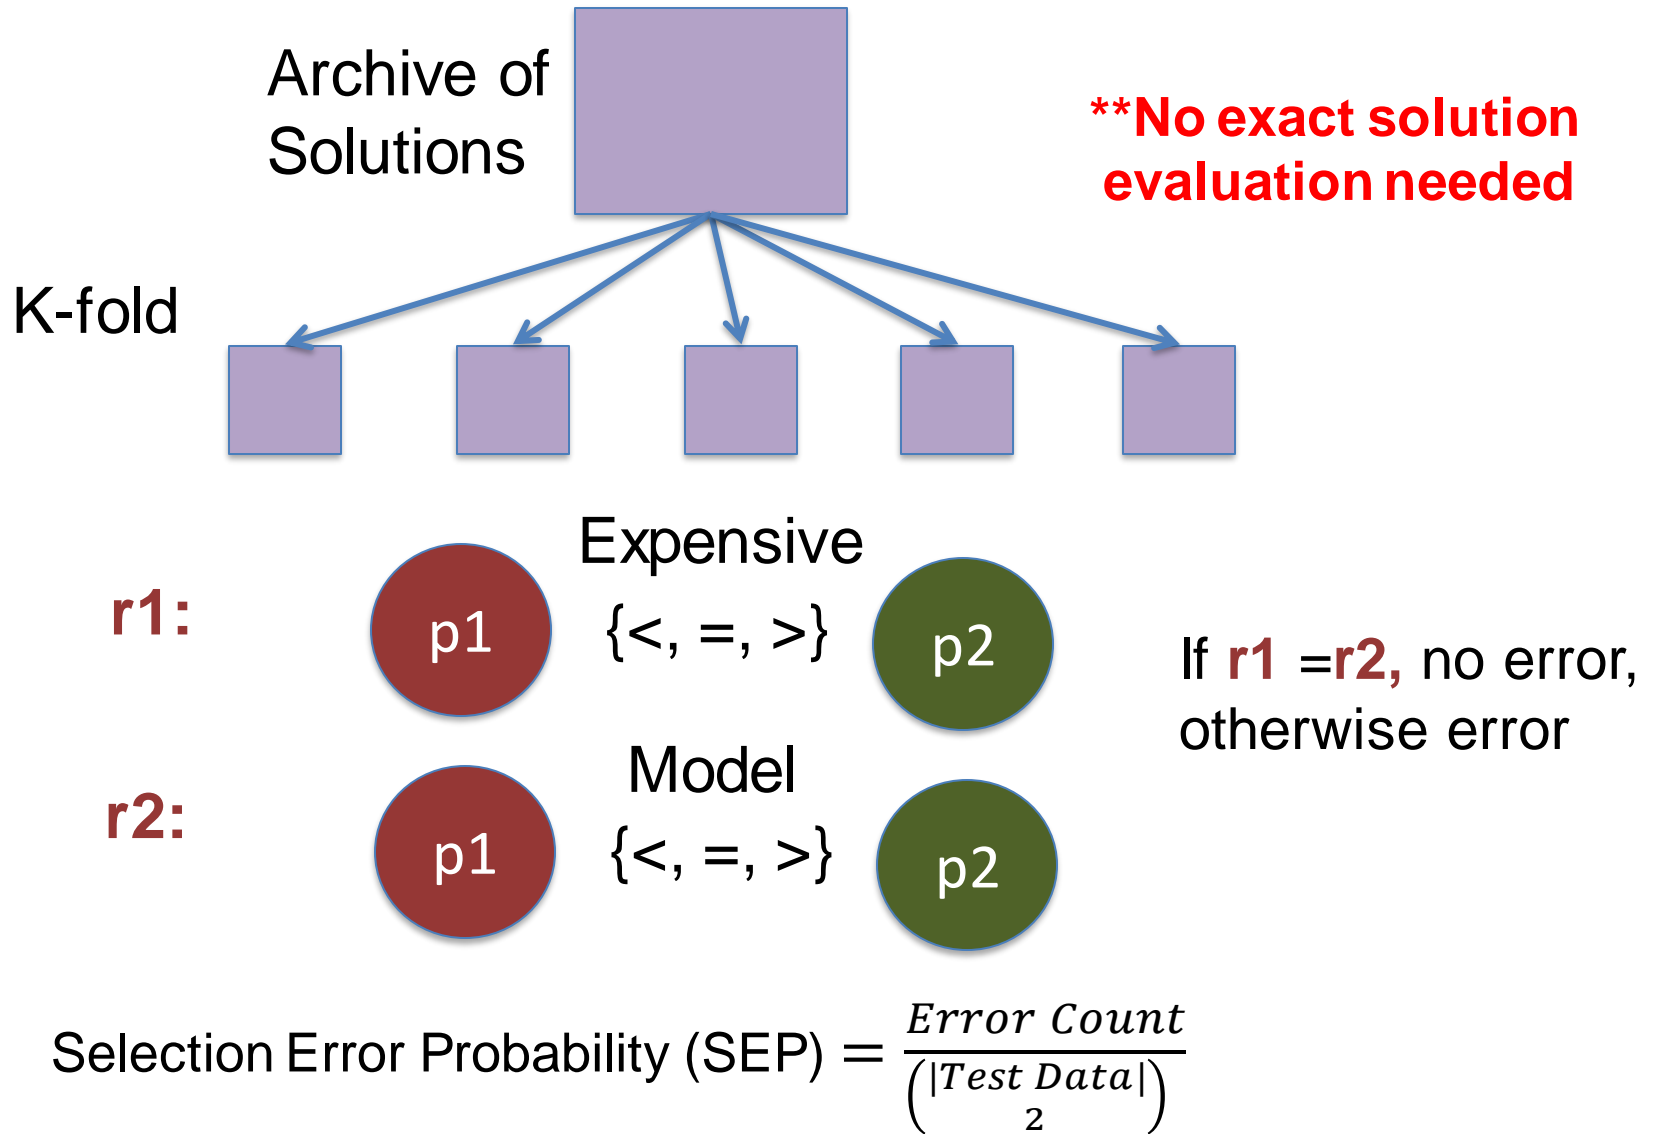 Archive of
Solutions
**No exact solution
evaluation needed
K-fold
Expensive
r1:
p1
{<, =, >}
p2
If r1 =r2, no error,
otherwise error
Model
r2:
p1
{<, =, >}
p2
Selection Error Probability (SEP) = Error Count
(|Test Data|
2)